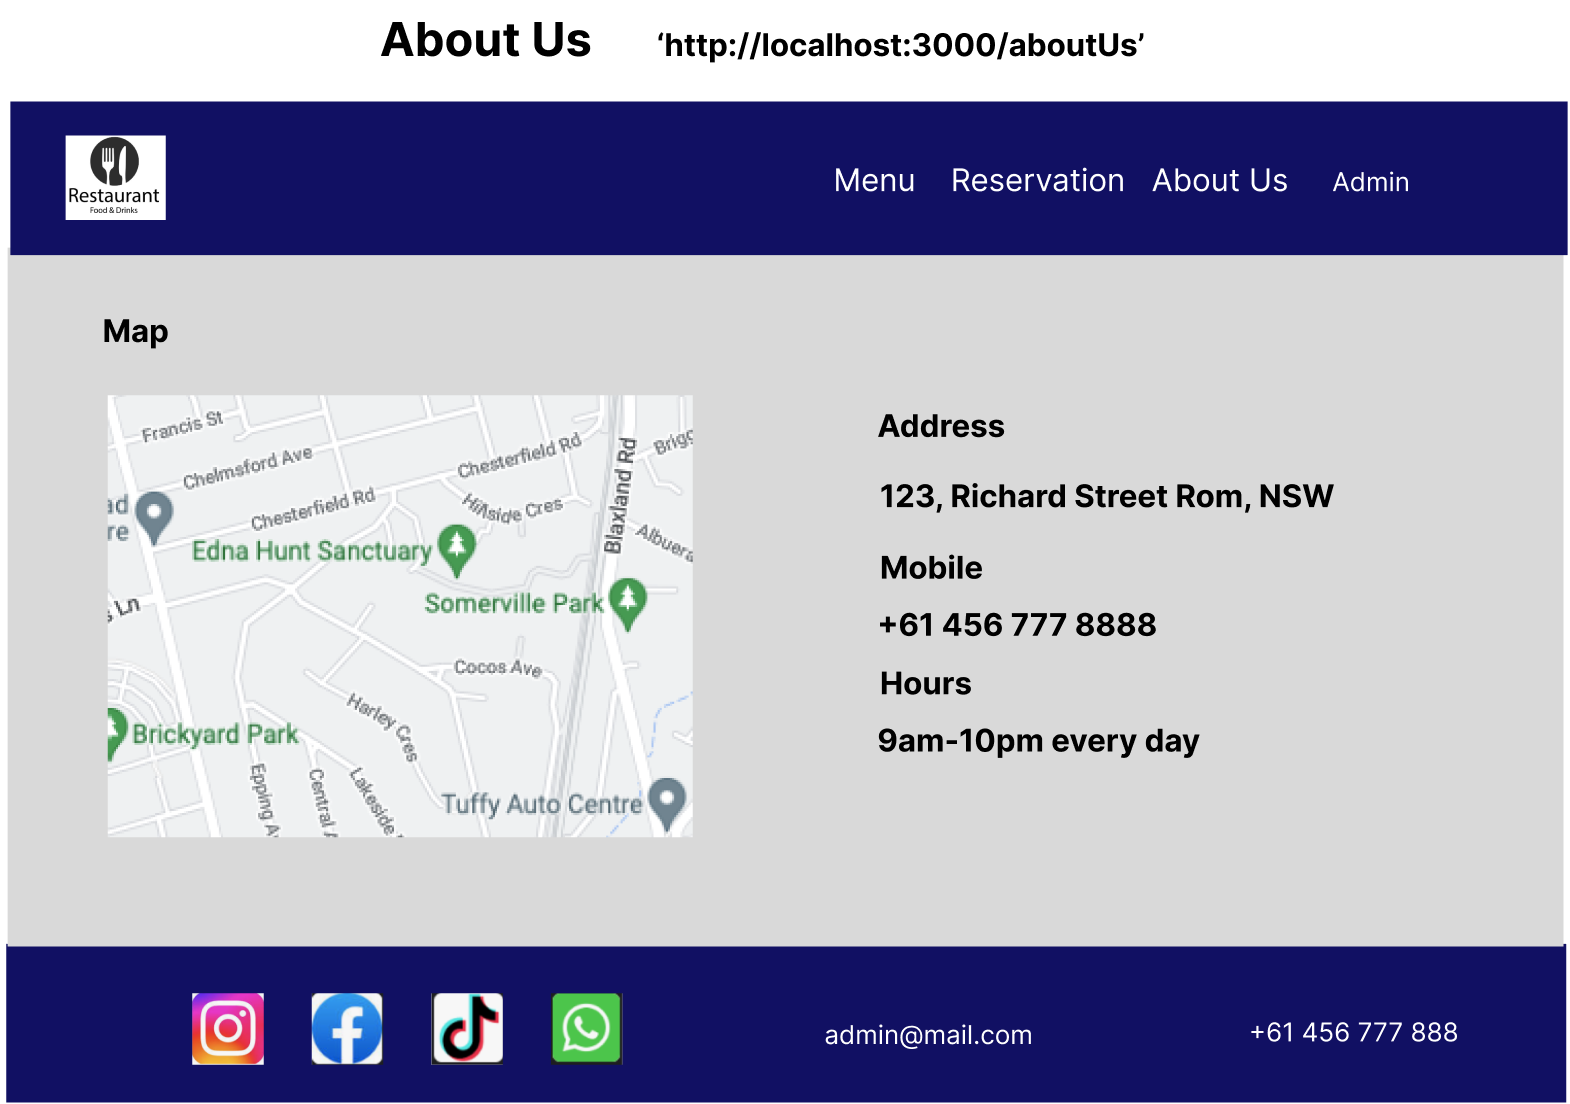 About Us ‘http://localhost:3000/aboutUs’
Restaurant
Food & Drinks
Menu Reservation About Us Admin
Map
Francis St
Chelmsford Ave
Chesterfield Rd
Chesterfield Rd
Hillside Cres
Blaxland Rd
Edna Hunt Sanctuary
Somerville Park
Cocos Ave
Harley Cres
Brickyard Park
Epping A
Central A
Lakeside
Tuffy Auto Centre
Ln
Brigg
Albuera
ad
re
Address
123, Richard Street Rom, NSW
Mobile
+61 456 777 8888
Hours
9am-10pm every day
admin@mail.com +61 456 777 888